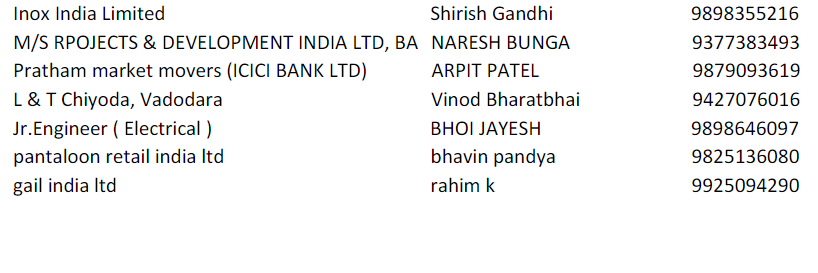 Inox India Limited Shirish Gandhi 9898355216
M/S RPOJECTS & DEVELOPMENT INDIA LTD, BA NARESH BUNGA 9377383493
Pratham market movers (ICICI BANK LTD) ARPIT PATEL 9879093619
L & T Chiyoda, Vadodara Vinod Bharatbhai 9427076016
Jr.Engineer ( Electrical ) BHOI JAYESH 9898646097
pantaloon retail india ltd bhavin pandya 9825136080
gail india ltd rahim k 9925094290